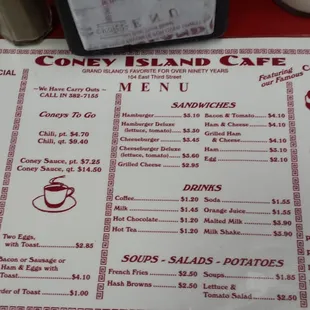 CONEY ISLAND CAFE
GRAND ISLAND'S FAVORITE FOR OVER NINETY YEARS
104 East Third Street
MENU
CIAL
~ We Have Carry Outs ~
CALL IN 382-7155
Featuring
our Famous
Coneys To Go
Chili, pt. $4.70
Chili, qt. $9.40
Coney Sauce, pt. $7.25
Coney Sauce, qt. $14.50
Two Eggs,
with Toast $2.85
Bacon or Sausage or
Ham & Eggs with
Toast $4.10
Order of Toast $1.00
SANDWICHES
Hamburger $3.10
Hamburger Deluxe
(lettuce, tomato) $3.20
Cheeseburger $3.45
Cheeseburger Deluxe
(lettuce, tomato) $3.60
Grilled Cheese $2.95
Bacon & Tomato $4.10
Ham & Cheese $4.10
Grilled Ham
& Cheese $4.10
Ham $3.10
Egg $2.10
DRINKS
Coffee $1.20
Milk $1.45
Hot Chocolate $1.20
Hot Tea $1.20
Soda $1.55
Orange Juice $1.55
Malted Milk $3.90
Milk Shake $3.90
SOUPS - SALADS - POTATOES
French Fries $2.50
Hash Browns $2.50
Soups $1.85
Lettuce &
Tomato Salad $2.50